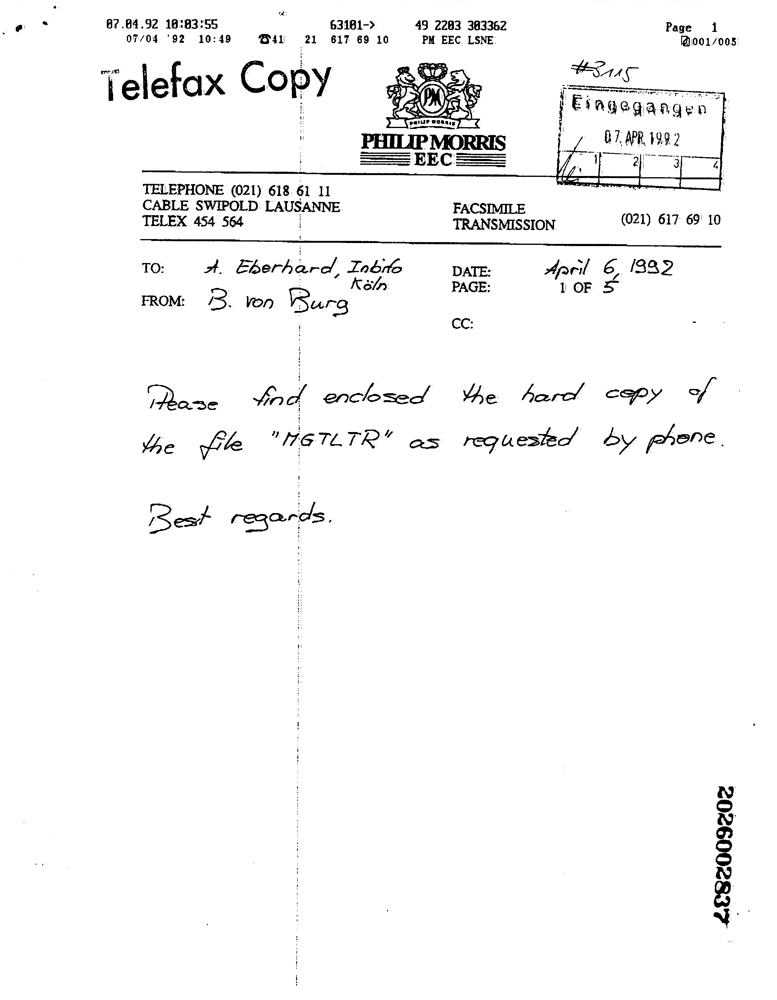 07.04.92 10:03:55 63101-> 49 2203 303362 Page 1
07/04 '92 10:49 ☎41 21 617 69 10 PM EEC LSNE 001/005
Telefax Copy
#3115
PM
PHILIP MORRIS
PHILIP MORRIS
EEC
Eingegangen
07. APR. 1992
1 2 3 4
TELEPHONE (021) 618 61 11
CABLE SWIPOLD LAUSANNE
TELEX 454 564
FACSIMILE
TRANSMISSION (021) 617 69 10
TO: A. Eberhard, Inbifo
Köln
FROM: B. von Burg
DATE: April 6, 1992
PAGE: 1 OF 5
CC:
Please find enclosed the hard copy of
the file "MGTLTR" as requested by phone.
Best regards.
2026002837